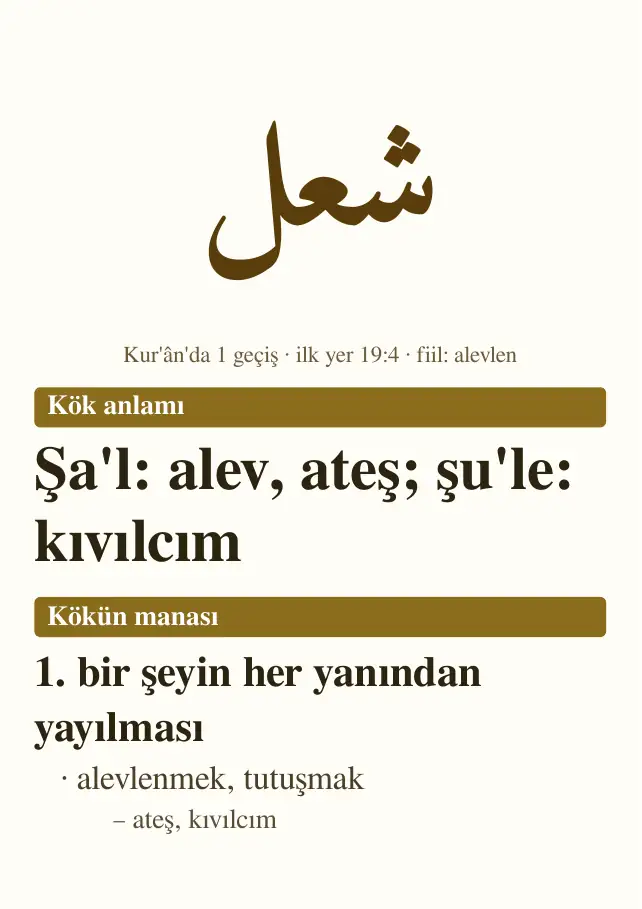 شعل
Kur'ân'da 1 geçiş · ilk yer 19:4 · fiil: alevlen
Kök anlamı
Şa'l: alev, ateş; şu'le:
kıvılcım
Kökün manası
1. bir şeyin her yanından
yayılması
· alevlenmek, tutuşmak
– ateş, kıvılcım